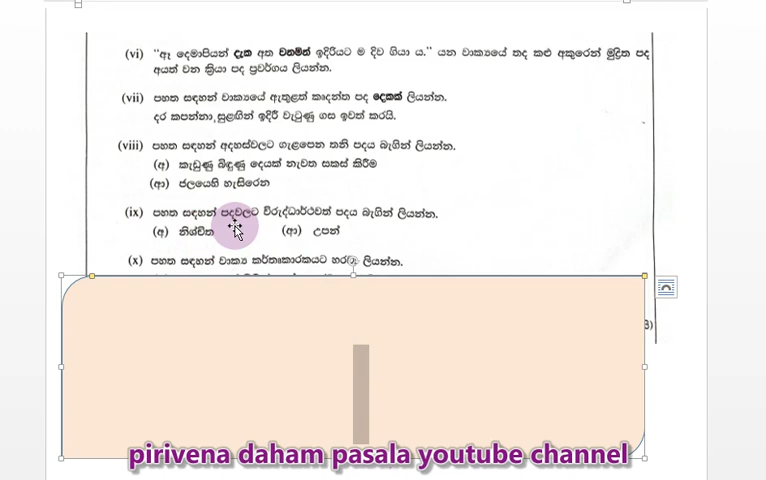 (vi) "ඈ දෙමාපියන් දැක අත වනමින් ඉදිරියට ම දිව ගියා ය." යන වාක්‍යයේ තද කළ අකුරෙන් මුද්‍රිත පද
අයත් වන ක්‍රියා පද ප්‍රවර්ගය ලියන්න.
(vii) පහත සඳහන් වාක්‍යයේ ඇතුළත් කෘදන්ත පද දෙකක් ලියන්න.
දර කපන්නා, සුළඟින් ඉදිරී වැටුණු ගස ඉවත් කරයි.
(viii) පහත සඳහන් අදහස්වලට ගැළපෙන තනි පදය බැගින් ලියන්න.
(අ) කැඩුණු බිඳුණු දෙයක් නැවත සකස් කිරීම
(ආ) ජලයෙහි හැසිරෙන
(ix) පහත සඳහන් පදවලට විරුද්ධාර්ථවත් පදය බැගින් ලියන්න.
(අ) නිශ්චිත (ආ) උපන්
(x) පහත සඳහන් වාක්‍ය කර්තෘකාරකයට හරවා ලියන්න.
pirivena daham pasala youtube channel